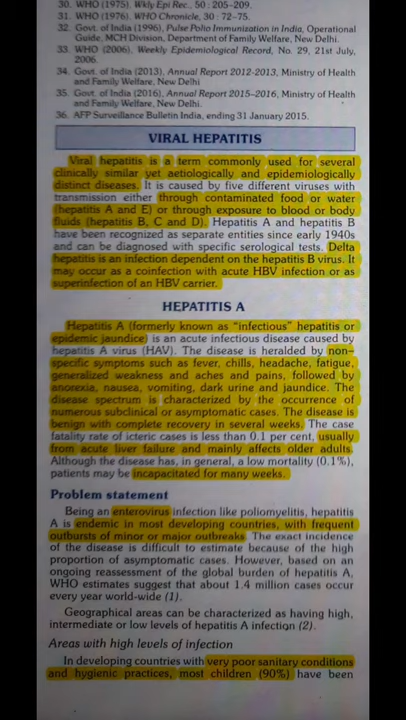 30. WHO (1975). Wkly Epi Rec., 50 : 205-209.
31. WHO (1976). WHO Chronicle, 30 : 72-75.
32. Govt. of India (1996), Pulse Polio Immunization in India, Operational
Guide, MCH Division, Department of Family Welfare, New Delhi.
33. WHO (2006), Weekly Epidemiological Record, No. 29, 21st July,
2006.
34. Govt. of India (2013), Annual Report 2012-2013, Ministry of Health
and Family Welfare, New Delhi.
35. Govt. of India (2016), Annual Report 2015-2016, Ministry of Health
and Family Welfare, New Delhi.
36. AFP Surveillance Bulletin India, ending 31 January 2015.
VIRAL HEPATITIS
Viral hepatitis is a term commonly used for several
clinically similar yet aetiologically and epidemiologically
distinct diseases. It is caused by five different viruses with
transmission either through contaminated food or water
(hepatitis A and E) or through exposure to blood or body
fluids (hepatitis B, C and D). Hepatitis A and hepatitis B
have been recognized as separate entities since early 1940s
and can be diagnosed with specific serological tests. Delta
hepatitis is an infection dependent on the hepatitis B virus. It
may occur as a coinfection with acute HBV infection or as
superinfection of an HBV carrier.
HEPATITIS A
Hepatitis A (formerly known as "infectious" hepatitis or
epidemic jaundice) is an acute infectious disease caused by
hepatitis A virus (HAV). The disease is heralded by non-
specific symptoms such as fever, chills, headache, fatigue,
generalized weakness and aches and pains, followed by
anorexia, nausea, vomiting, dark urine and jaundice. The
disease spectrum is characterized by the occurrence of
numerous subclinical or asymptomatic cases. The disease is
benign with complete recovery in several weeks. The case
fatality rate of icteric cases is less than 0.1 per cent, usually
from acute liver failure and mainly affects older adults.
Although the disease has, in general, a low mortality (0.1%),
patients may be incapacitated for many weeks.
Problem statement
Being an enterovirus infection like poliomyelitis, hepatitis
A is endemic in most developing countries, with frequent
outbursts of minor or major outbreaks. The exact incidence
of the disease is difficult to estimate because of the high
proportion of asymptomatic cases. However, based on an
ongoing reassessment of the global burden of hepatitis A,
WHO estimates suggest that about 1.4 million cases occur
every year world-wide (1).
Geographical areas can be characterized as having high,
intermediate or low levels of hepatitis A infection (2).
Areas with high levels of infection
In developing countries with very poor sanitary conditions
and hygienic practices, most children (90%) have been